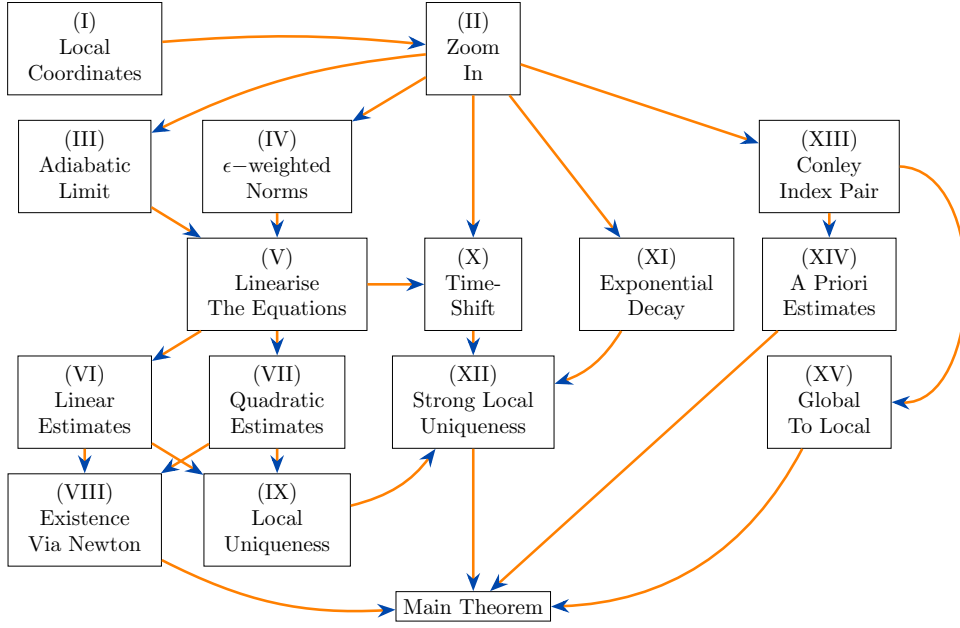 (I)
Local
Coordinates
(II)
Zoom
In
(III)
Adiabatic
Limit
(IV)
ϵ−weighted
Norms
(XIII)
Conley
Index Pair
(V)
Linearise
The Equations
(X)
Time-
Shift
(XI)
Exponential
Decay
(XIV)
A Priori
Estimates
(VI)
Linear
Estimates
(VII)
Quadratic
Estimates
(XII)
Strong Local
Uniqueness
(XV)
Global
To Local
(VIII)
Existence
Via Newton
(IX)
Local
Uniqueness
Main Theorem